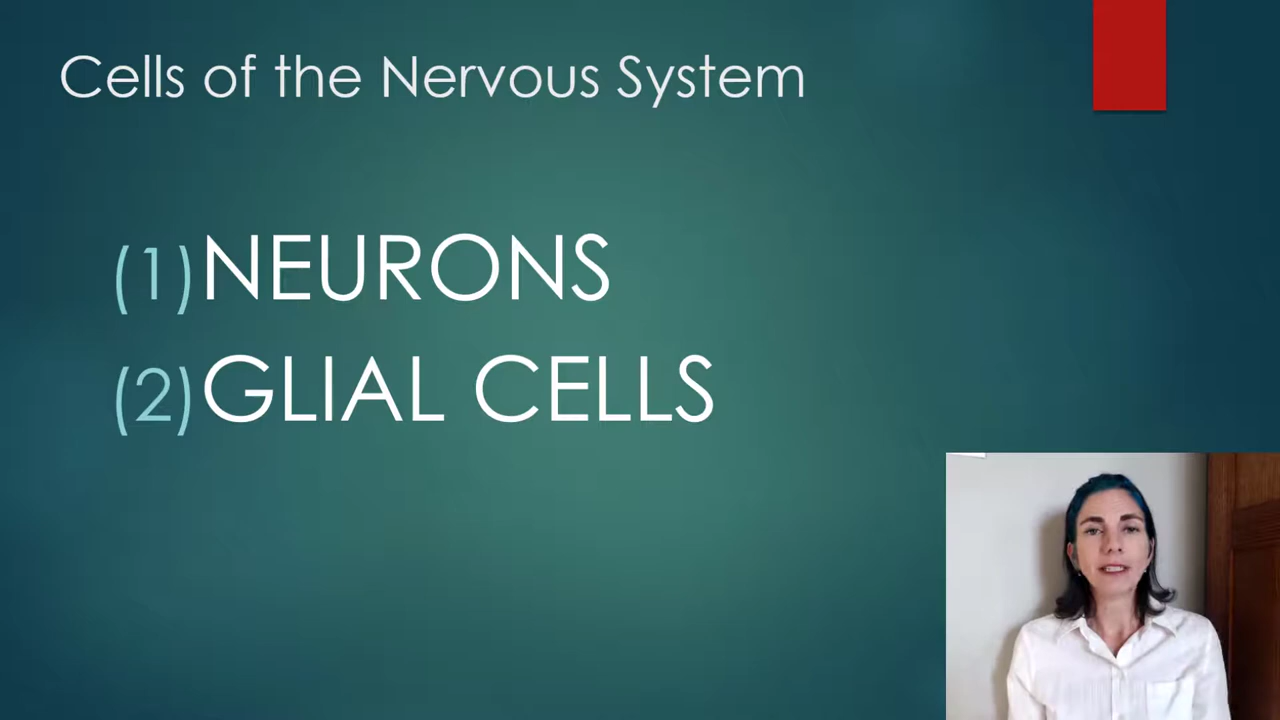 Cells of the Nervous System
(1) NEURONS
(2) GLIAL CELLS